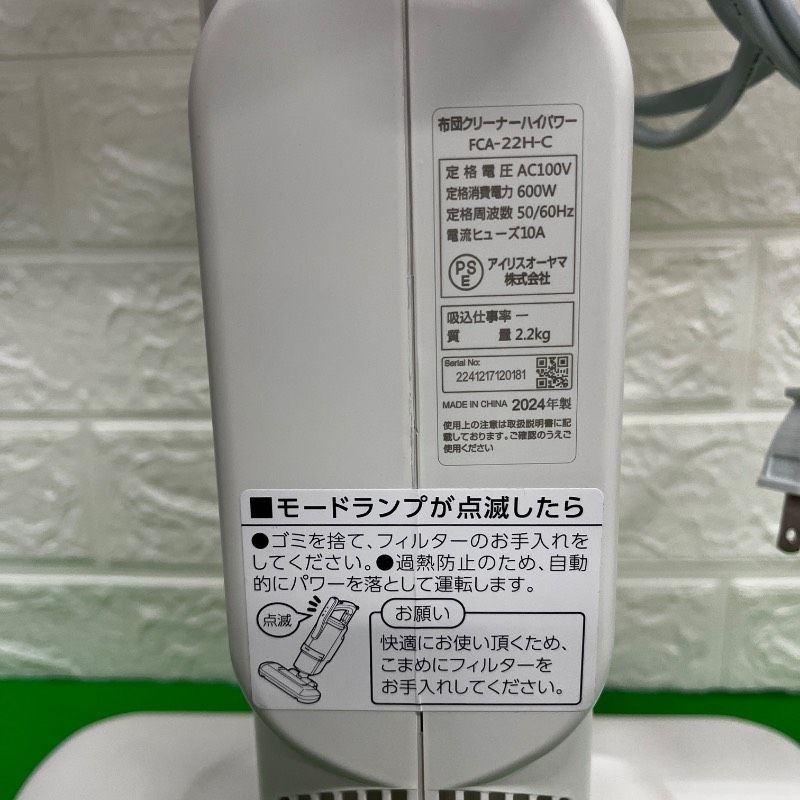 布団クリーナーハイパワー
FCA-22H-C
定格電圧 AC100V
定格消費電力 600W
定格周波数 50/60Hz
電流ヒューズ10A
PSE アイリスオーヤマ
株式会社
吸込仕事率 ―
質量 2.2kg
Serial No:
2241217120181
MADE IN CHINA 2024年製
使用上の注意は取扱説明書に記
載しております。ご確認のうえご
使用ください
■モードランプが点滅したら
●ゴミを捨て、フィルターのお手入れを
してください。●過熱防止のため、自動
的にパワーを落として運転します。
点滅
お願い
快適にお使い頂くため、
こまめにフィルターを
お手入れしてください。